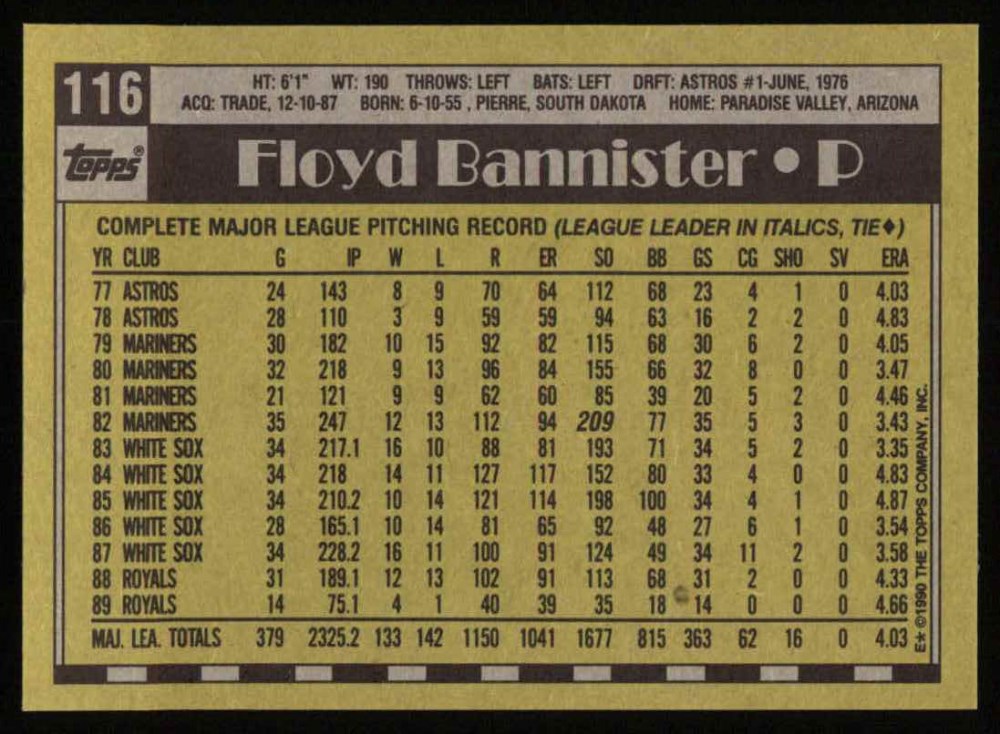 116
HT: 6'1" WT: 190 THROWS: LEFT BATS: LEFT DRFT: ASTROS #1-JUNE, 1976
ACQ: TRADE, 12-10-87 BORN: 6-10-55 , PIERRE, SOUTH DAKOTA HOME: PARADISE VALLEY, ARIZONA
TOPPS®
Floyd Bannister • P
COMPLETE MAJOR LEAGUE PITCHING RECORD (LEAGUE LEADER IN ITALICS, TIE♦)
YR CLUB G IP W L R ER SO BB GS CG SHO SV ERA
77 ASTROS 24 143 8 9 70 64 112 68 23 4 1 0 4.03
78 ASTROS 28 110 3 9 59 59 94 63 16 2 2 0 4.83
79 MARINERS 30 182 10 15 92 82 115 68 30 6 2 0 4.05
80 MARINERS 32 218 9 13 96 84 155 66 32 8 0 0 3.47
81 MARINERS 21 121 9 9 62 60 85 39 20 5 2 0 4.46
82 MARINERS 35 247 12 13 112 94 209 77 35 5 3 0 3.43
83 WHITE SOX 34 217.1 16 10 88 81 193 71 34 5 2 0 3.35
84 WHITE SOX 34 218 14 11 127 117 152 80 33 4 0 0 4.83
85 WHITE SOX 34 210.2 10 14 121 114 198 100 34 4 1 0 4.87
86 WHITE SOX 28 165.1 10 14 81 65 92 48 27 6 1 0 3.54
87 WHITE SOX 34 228.2 16 11 100 91 124 49 34 11 2 0 3.58
88 ROYALS 31 189.1 12 13 102 91 113 68 31 2 0 0 4.33
89 ROYALS 14 75.1 4 1 40 39 35 18 14 0 0 0 4.66
MAJ. LEA. TOTALS 379 2325.2 133 142 1150 1041 1677 815 363 62 16 0 4.03
E* ©1990 THE TOPPS COMPANY, INC.